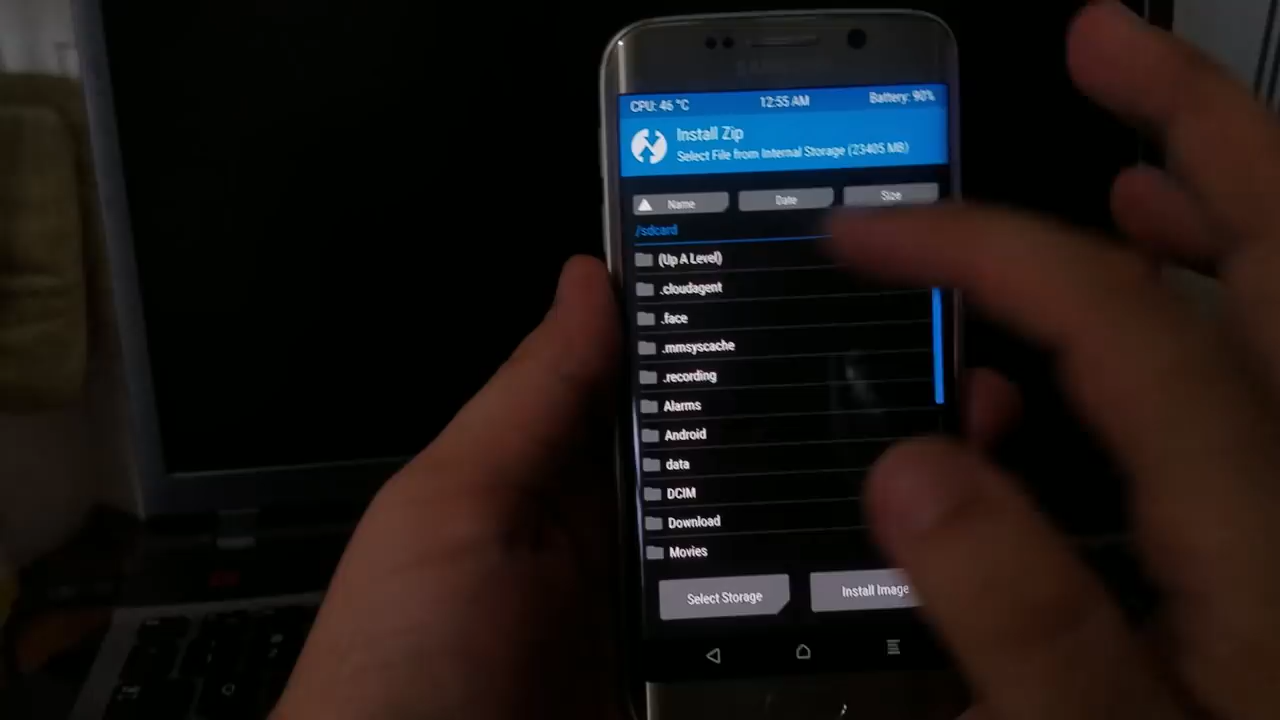 SAMSUNG
CPU: 46 °C 12:55 AM Battery: 90%
Install Zip
Select File from Internal Storage (23405 MB)
Name Date Size
/sdcard
(Up A Level)
.cloudagent
.face
.mmsyscache
.recording
Alarms
Android
data
DCIM
Download
Movies
Select Storage Install Image